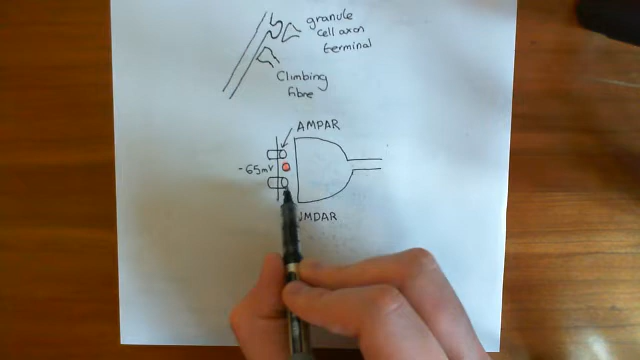 granule
cell axon
terminal
Climbing
fibre
AMPAR
-65mV
NMDAR